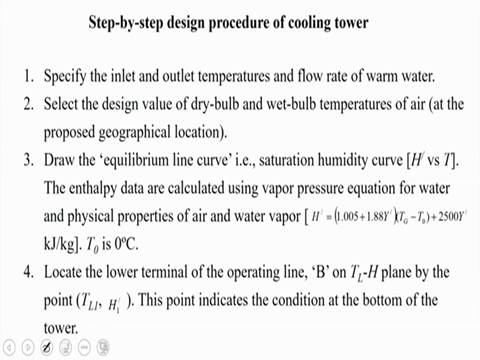 Step-by-step design procedure of cooling tower
1. Specify the inlet and outlet temperatures and flow rate of warm water.
2. Select the design value of dry-bulb and wet-bulb temperatures of air (at the
proposed geographical location).
3. Draw the ‘equilibrium line curve’ i.e., saturation humidity curve [H/ vs T].
The enthalpy data are calculated using vapor pressure equation for water
and physical properties of air and water vapor [ H′ = (1.005+1.88Y′)(T_G − T_0)+2500Y′
kJ/kg]. T_0 is 0ºC.
4. Locate the lower terminal of the operating line, ‘B’ on T_L-H plane by the
point (T_L1, H′_1 ). This point indicates the condition at the bottom of the
tower.